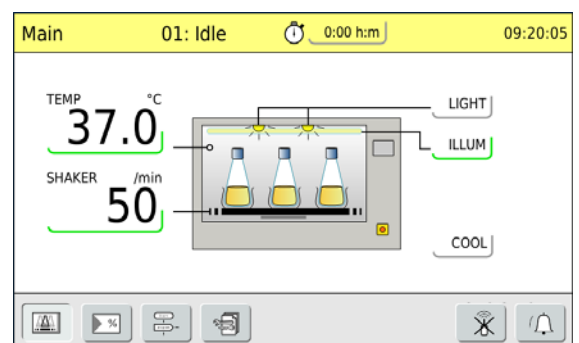 Main 01: Idle 0:00 h:m 09:20:05
TEMP °C
37.0
SHAKER /min
50
LIGHT
ILLUM
COOL
%